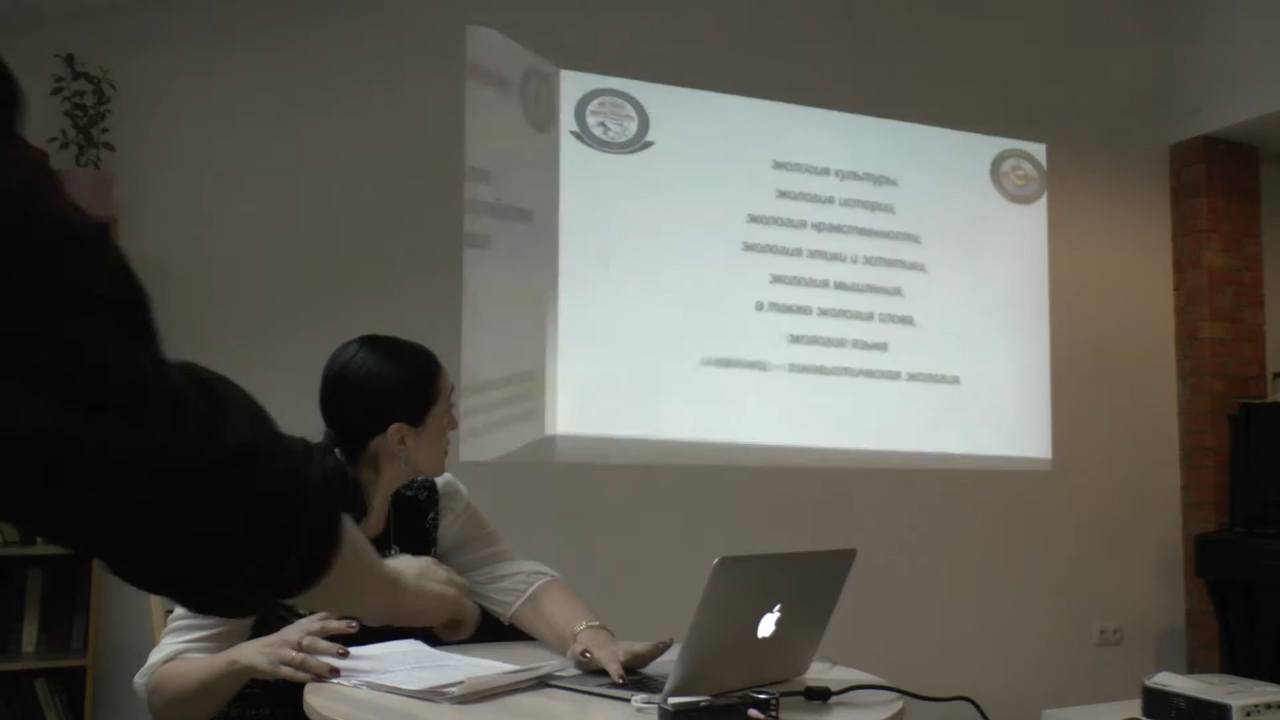 экология культуры,
экология истории,
экология нравственности,
экология этики и эстетики,
экология мышления,
а также экология слова,
экология языка
лингвистическая экология